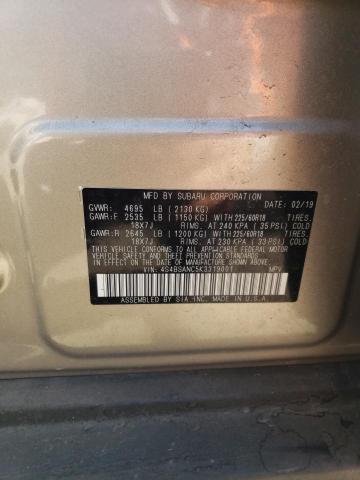 MFD BY SUBARU CORPORATION DATE: 02/19
GVWR: 4695 LB (2130 KG)
GAWR:F 2535 LB (1150 KG) WITH 225/60R18 TIRES.
18X7J RIMS. AT 240 KPA (35 PSI) COLD
GAWR:R 2645 LB (1200 KG) WITH 225/60R18 TIRES.
18X7J RIMS. AT 230 KPA (33 PSI) COLD
THIS VEHICLE CONFORMS TO ALL APPLICABLE FEDERAL MOTOR
VEHICLE SAFETY AND THEFT PREVENTION STANDARDS IN EFFECT
ON THE DATE OF MANUFACTURE SHOWN ABOVE.
VIN: 4S4BSANC5K3319001 MPV
ASSEMBLED BY SIA-INC. IN U.S.A